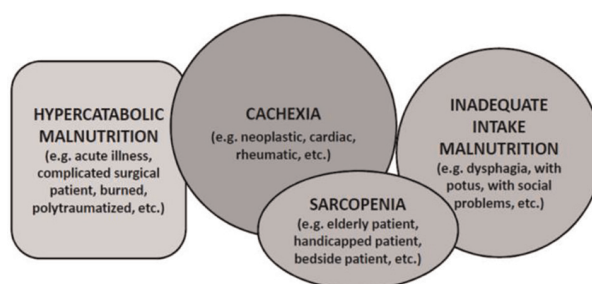 HYPERCATABOLIC
MALNUTRITION
(e.g. acute illness,
complicated surgical
patient, burned,
polytraumatized, etc.)
CACHEXIA
(e.g. neoplastic, cardiac,
rheumatic, etc.)
INADEQUATE
INTAKE
MALNUTRITION
(e.g. dysphagia, with
potus, with social
problems, etc.)
SARCOPENIA
(e.g. elderly patient,
handicapped patient,
bedside patient, etc.)